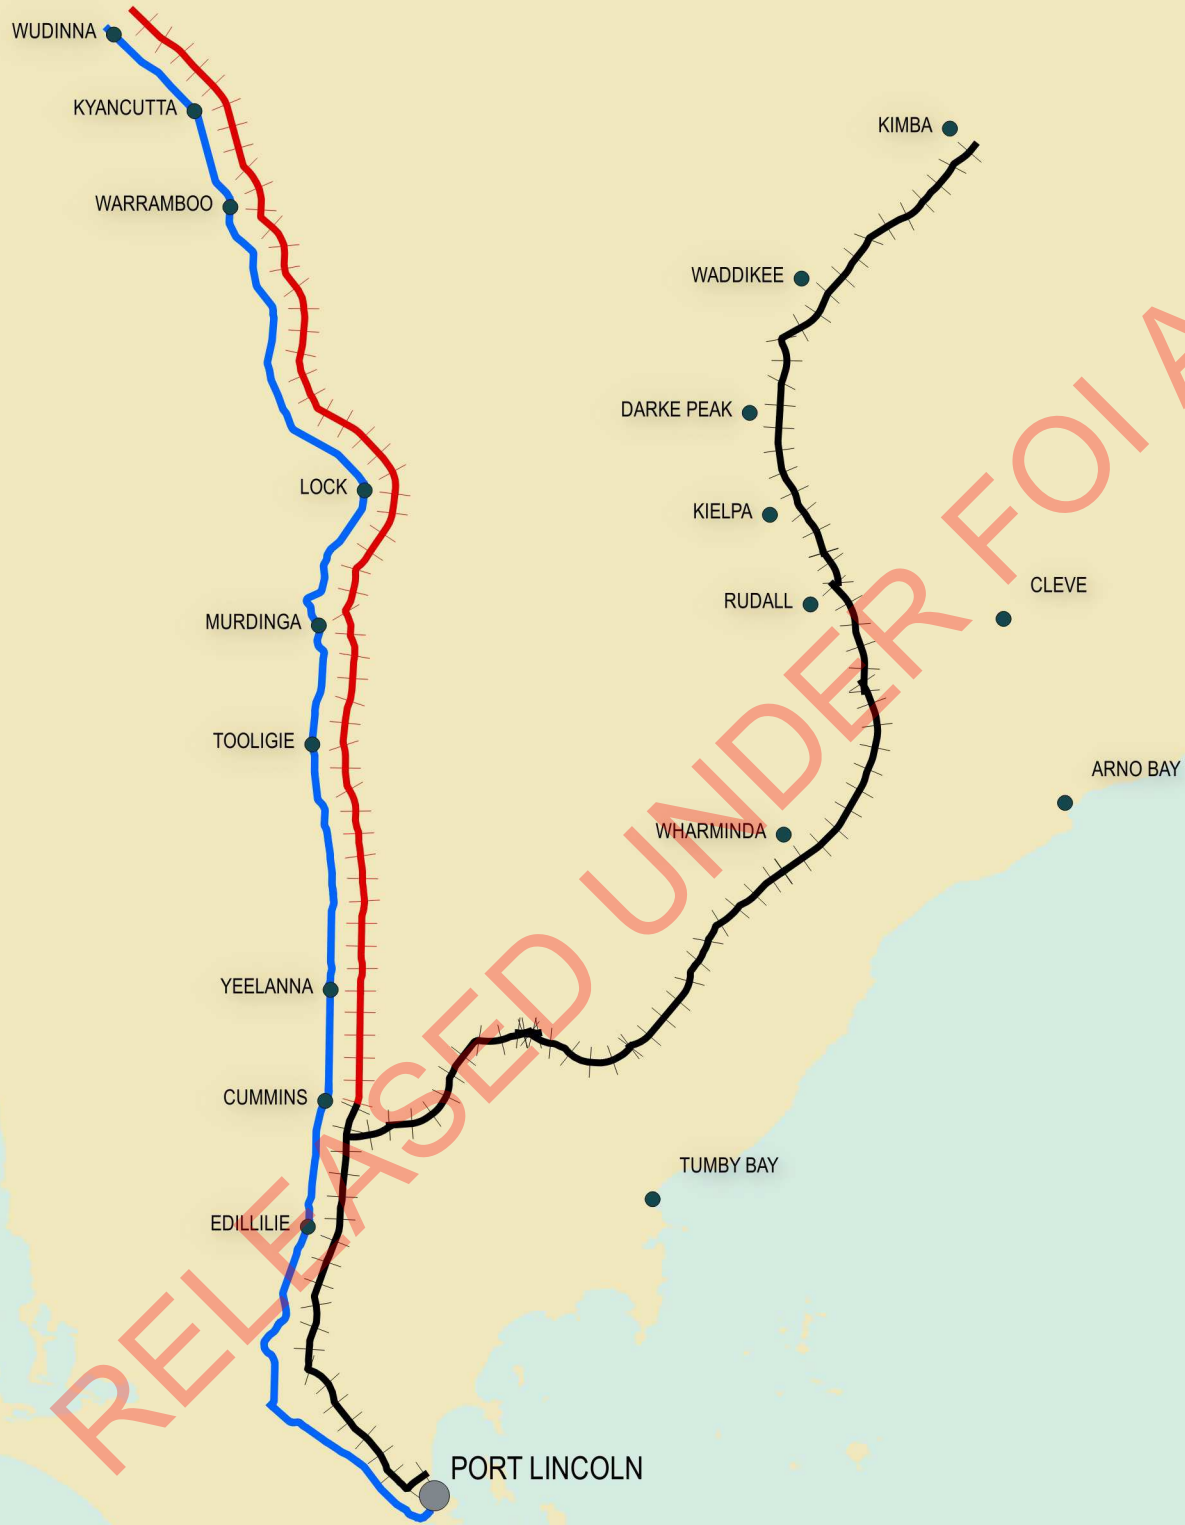 WUDINNA
KYANCUTTA
KIMBA
WARRAMBOO
WADDIKEE
DARKE PEAK
LOCK
KIELPA
CLEVE
RUDALL
MURDINGA
TOOLIGIE
ARNO BAY
WHARMINDA
YEELANNA
CUMMINS
TUMBY BAY
EDILLILIE
PORT LINCOLN
RELEASED UNDER FOI A